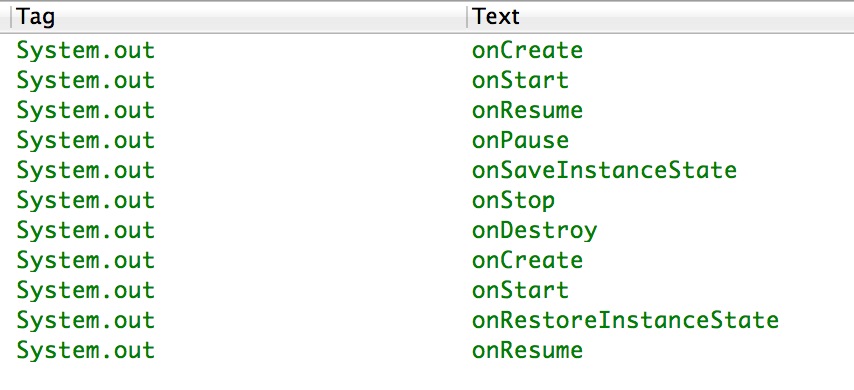 Tag Text
System.out onCreate
System.out onStart
System.out onResume
System.out onPause
System.out onSaveInstanceState
System.out onStop
System.out onDestroy
System.out onCreate
System.out onStart
System.out onRestoreInstanceState
System.out onResume